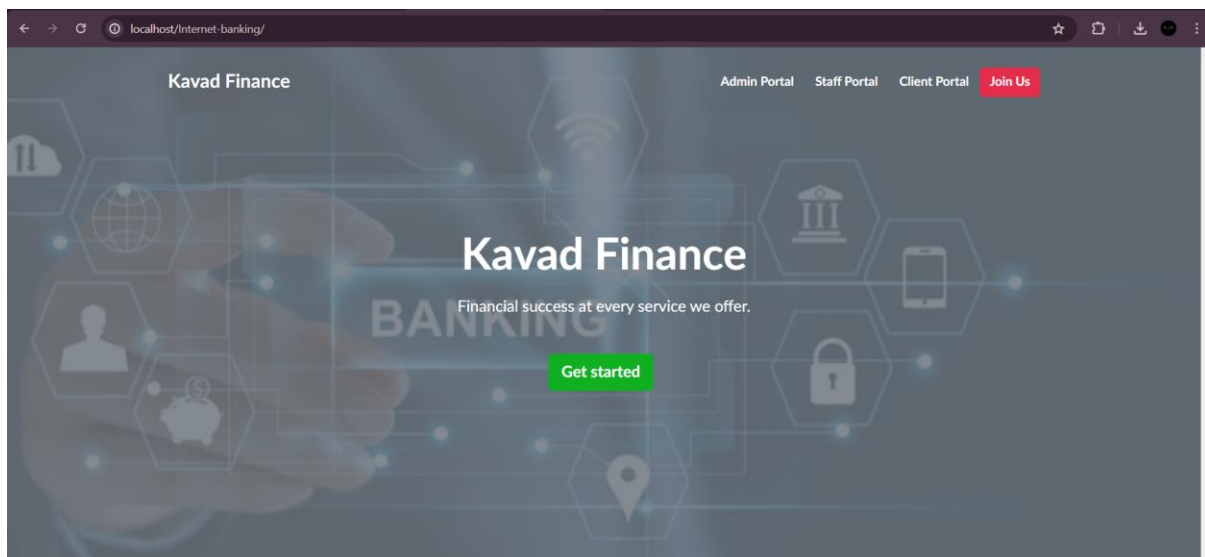 localhost/Internet-banking/
Kavad Finance Admin Portal Staff Portal Client Portal Join Us
Kavad Finance
Financial success at every service we offer.
BANKING
Get started